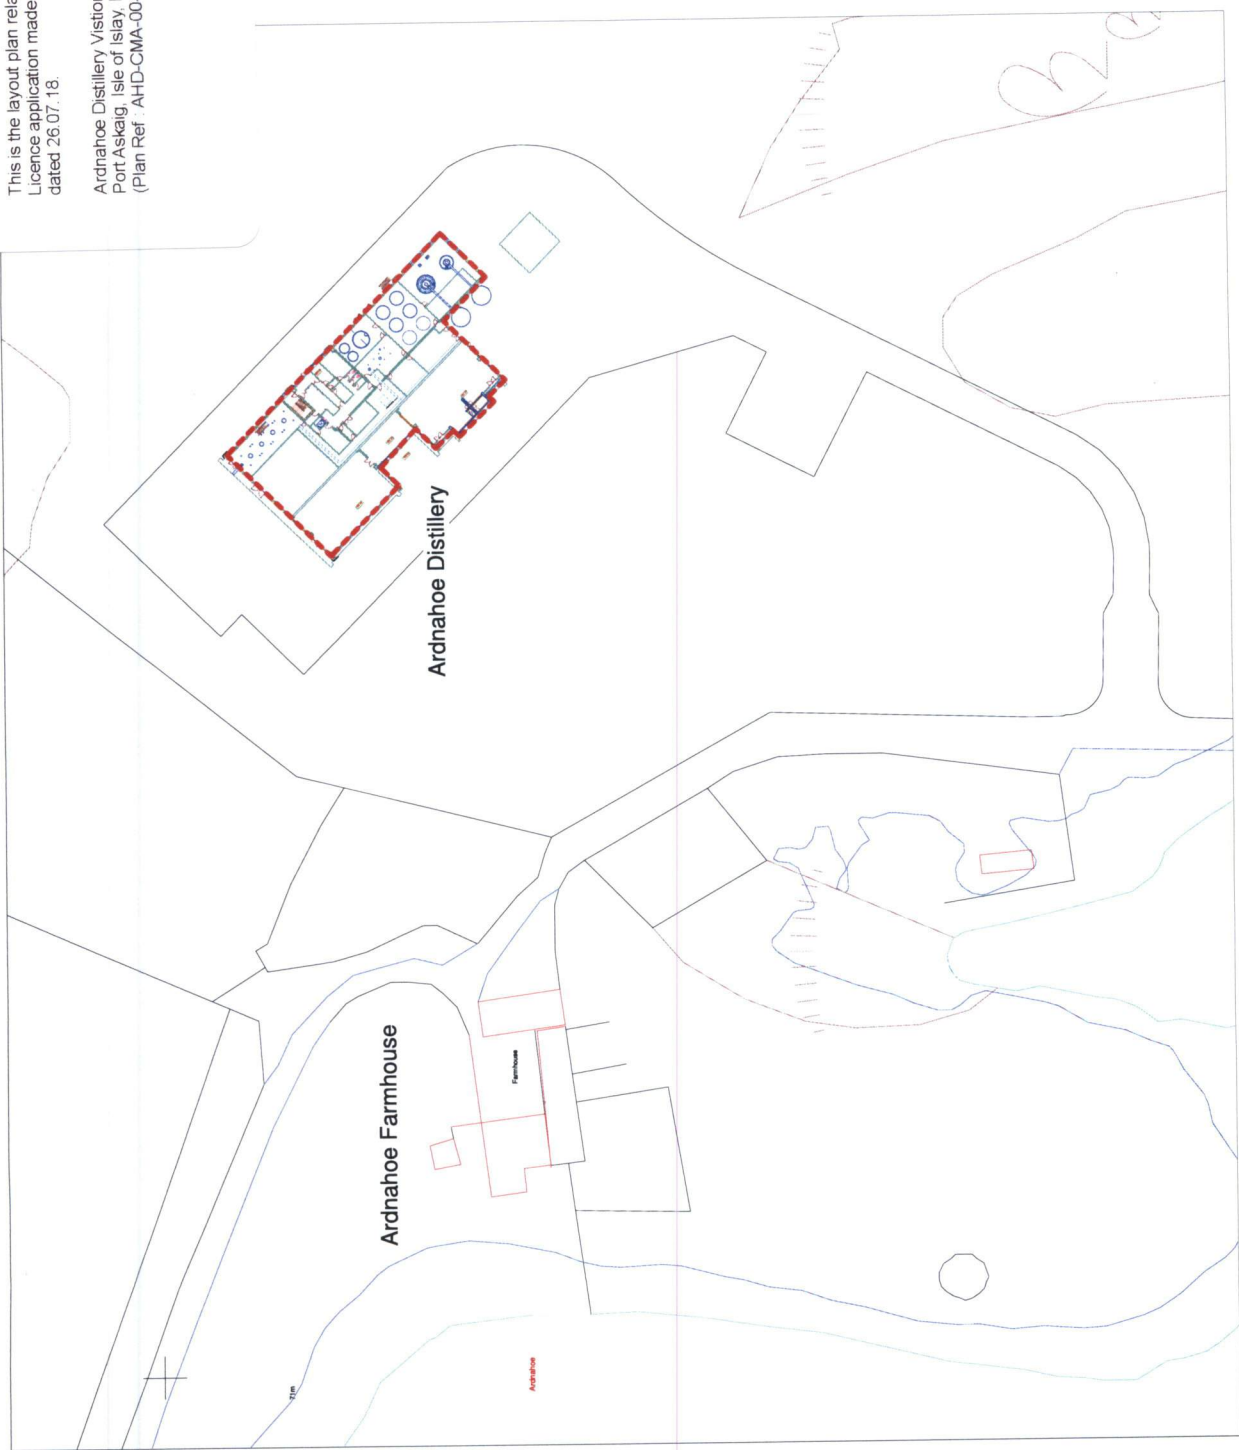 This is the layout plan rela
Licence application made
dated 26.07.18.
Ardnahoe Distillery Vistior
Port Askaig, Isle of Islay,
(Plan Ref : AHD-CMA-00-
Ardnahoe Distillery
Ardnahoe Farmhouse
Farmhouse
Ardnahoe